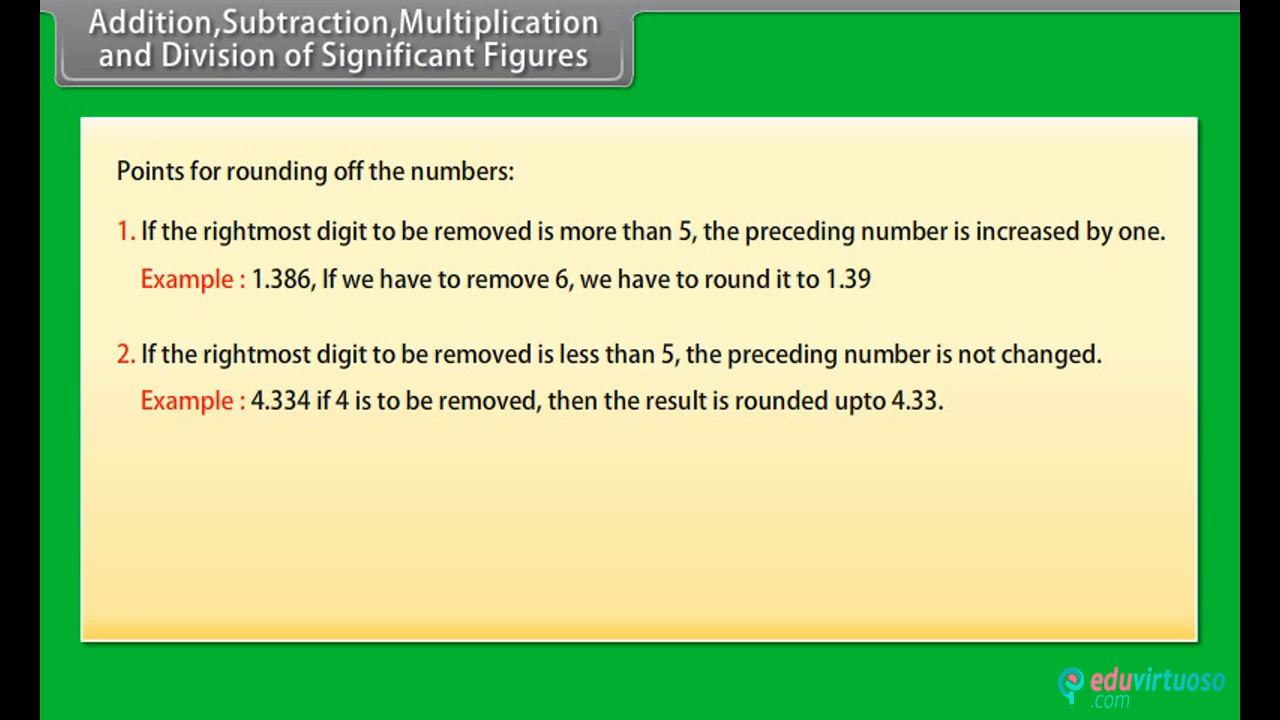 Addition,Subtraction,Multiplication
and Division of Significant Figures
Points for rounding off the numbers:
1. If the rightmost digit to be removed is more than 5, the preceding number is increased by one.
Example : 1.386, If we have to remove 6, we have to round it to 1.39
2. If the rightmost digit to be removed is less than 5, the preceding number is not changed.
Example : 4.334 if 4 is to be removed, then the result is rounded upto 4.33.
eduvirtuoso
.com